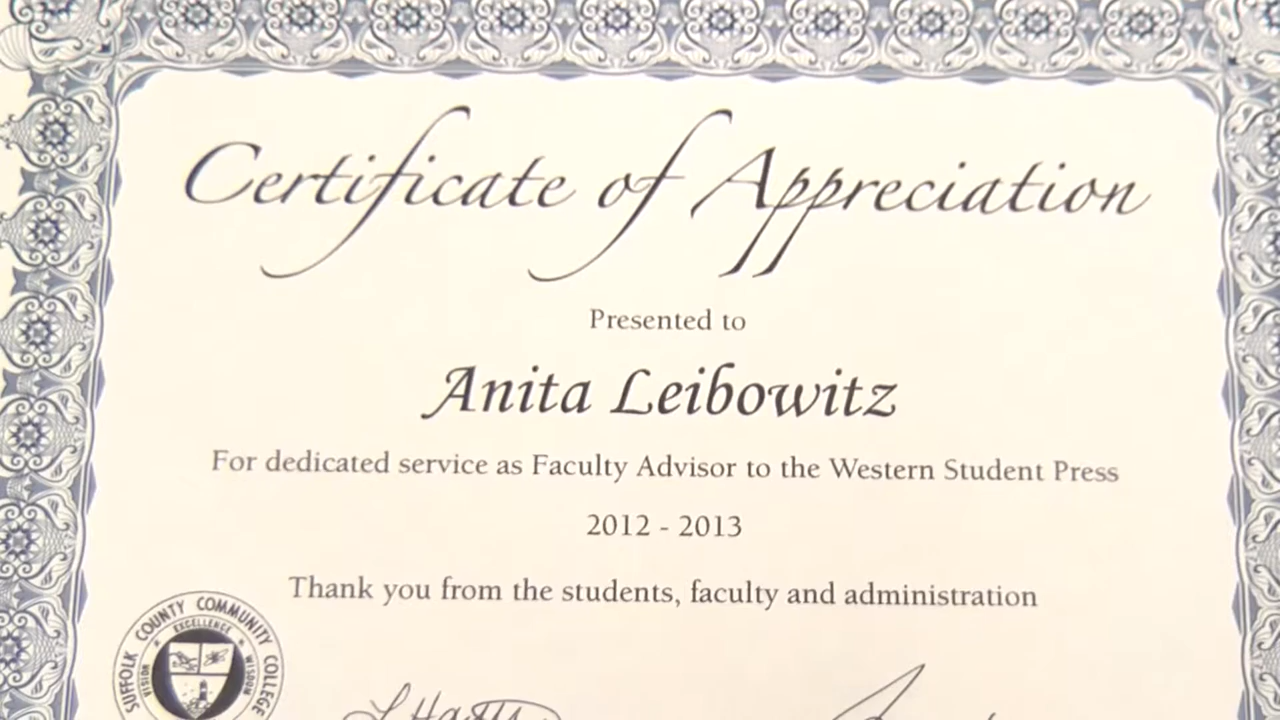 Certificate of Appreciation
Presented to
Anita Leibowitz
For dedicated service as Faculty Advisor to the Western Student Press
2012 - 2013
Thank you from the students, faculty and administration
SUFFOLK COUNTY COMMUNITY COLLEGE
EXCELLENCE
VISION
WISDOM